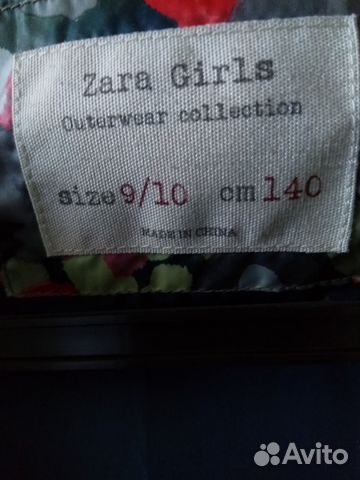 Zara Girls
Outerwear collection
size 9/10 cm 140
MADE IN CHINA
Avito